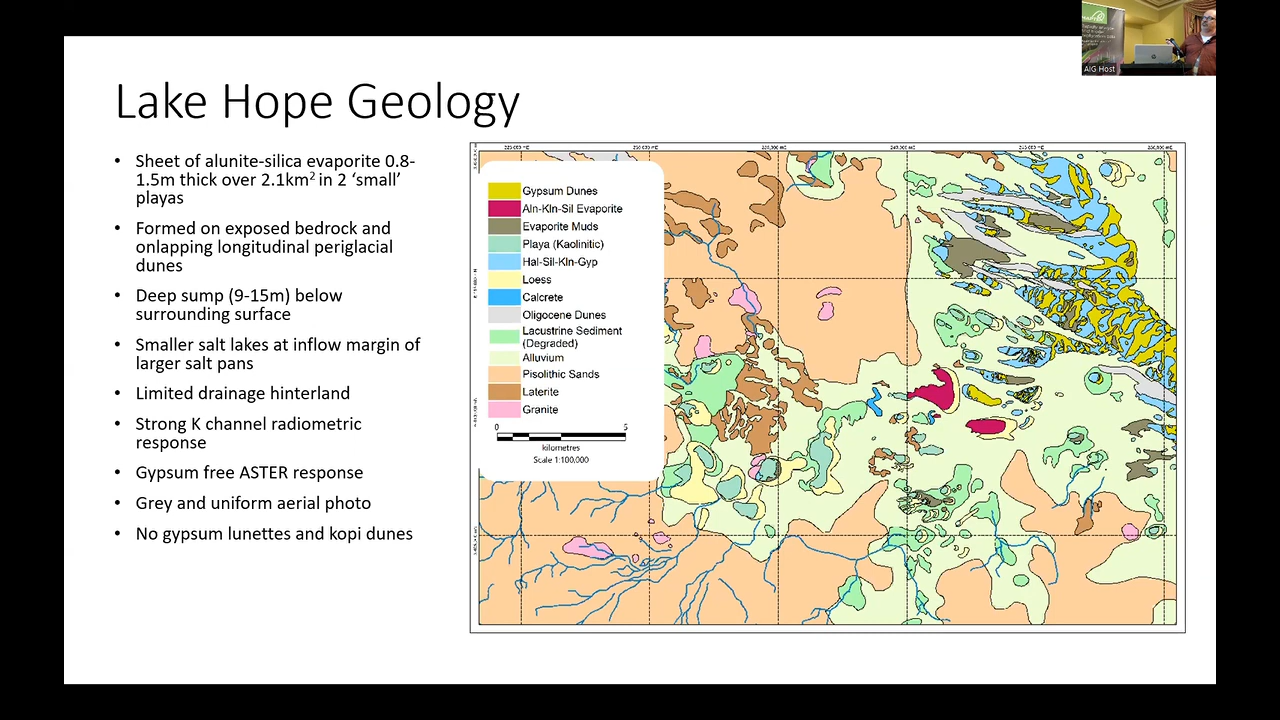 Lake Hope Geology
• Sheet of alunite-silica evaporite 0.8-
1.5m thick over 2.1km² in 2 ‘small’
playas
• Formed on exposed bedrock and
onlapping longitudinal periglacial
dunes
• Deep sump (9-15m) below
surrounding surface
• Smaller salt lakes at inflow margin of
larger salt pans
• Limited drainage hinterland
• Strong K channel radiometric
response
• Gypsum free ASTER response
• Grey and uniform aerial photo
• No gypsum lunettes and kopi dunes
Gypsum Dunes
Aln-Kln-Sil Evaporite
Evaporite Muds
Playa (Kaolinitic)
Hal-Sil-Kln-Gyp
Loess
Calcrete
Oligocene Dunes
Lacustrine Sediment
(Degraded)
Alluvium
Pisolithic Sands
Laterite
Granite
0 5
kilometres
Scale 1:100,000
AIG Host